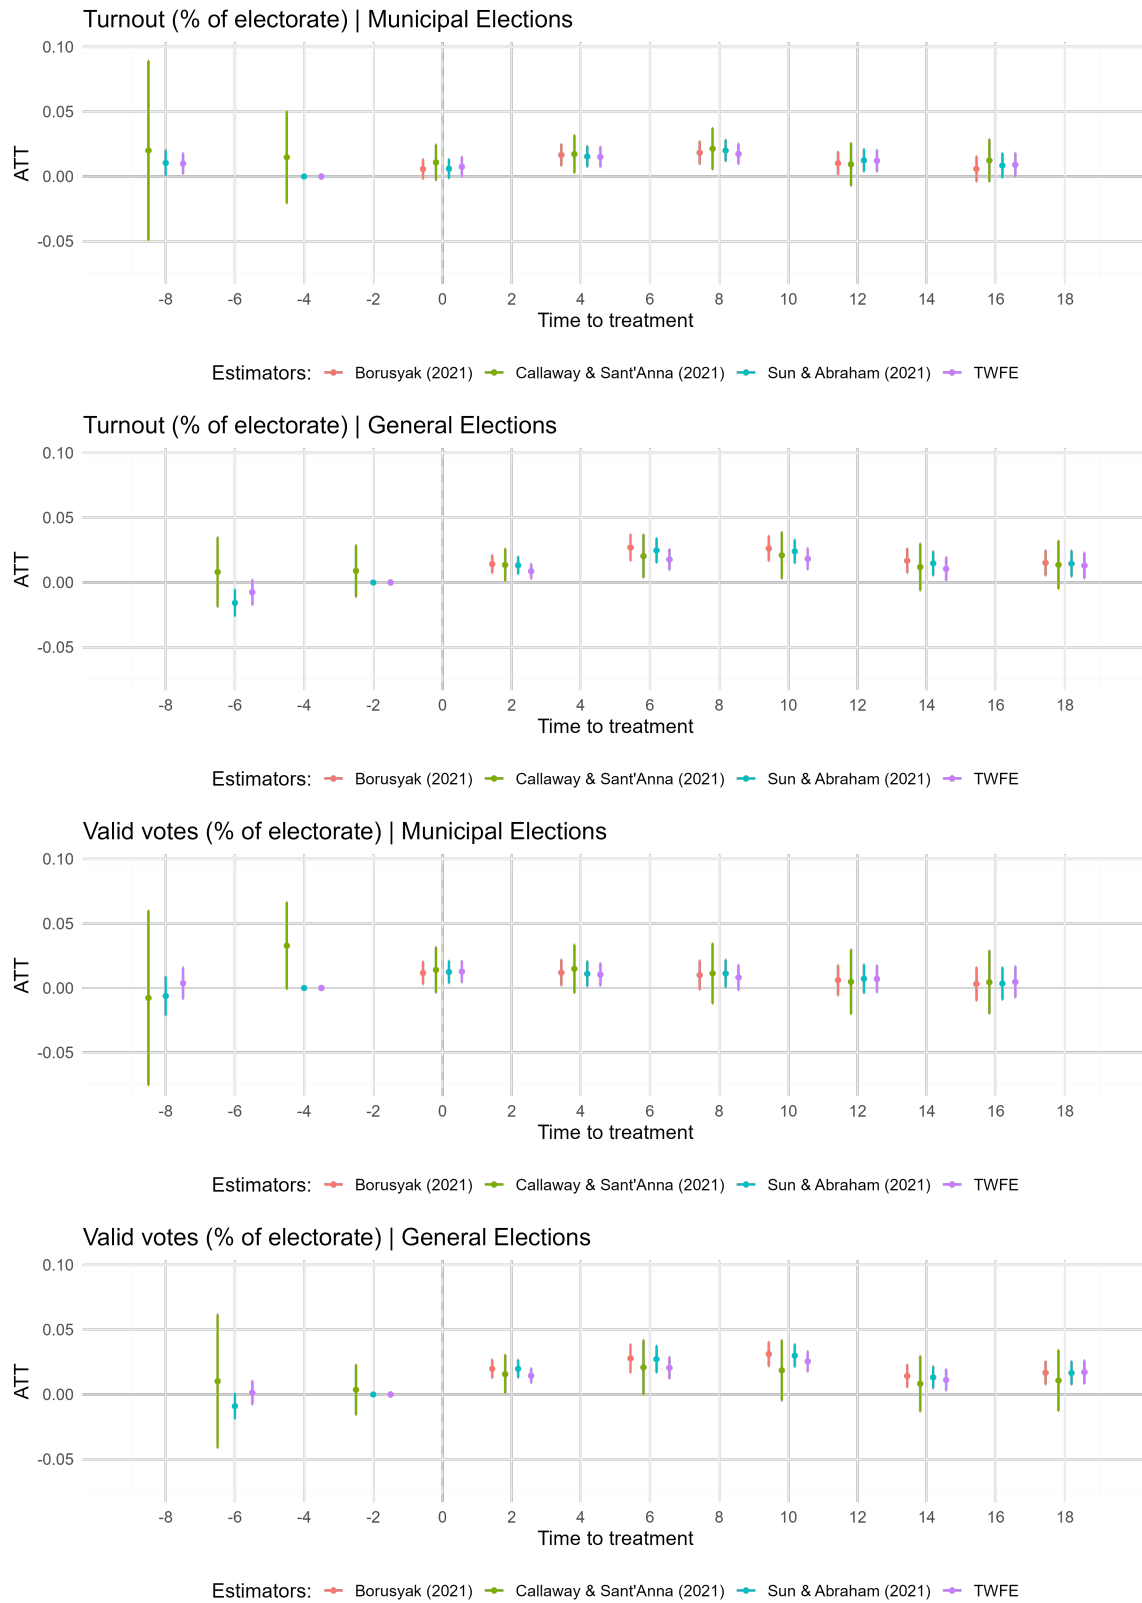 Turnout (% of electorate) | Municipal Elections
0.10
0.05
0.00
-0.05
ATT
-8 -6 -4 -2 0 2 4 6 8 10 12 14 16 18
Time to treatment
Estimators: Borusyak (2021) Callaway & Sant'Anna (2021) Sun & Abraham (2021) TWFE
Turnout (% of electorate) | General Elections
0.10
0.05
0.00
-0.05
ATT
-8 -6 -4 -2 0 2 4 6 8 10 12 14 16 18
Time to treatment
Estimators: Borusyak (2021) Callaway & Sant'Anna (2021) Sun & Abraham (2021) TWFE
Valid votes (% of electorate) | Municipal Elections
0.10
0.05
0.00
-0.05
ATT
-8 -6 -4 -2 0 2 4 6 8 10 12 14 16 18
Time to treatment
Estimators: Borusyak (2021) Callaway & Sant'Anna (2021) Sun & Abraham (2021) TWFE
Valid votes (% of electorate) | General Elections
0.10
0.05
0.00
-0.05
ATT
-8 -6 -4 -2 0 2 4 6 8 10 12 14 16 18
Time to treatment
Estimators: Borusyak (2021) Callaway & Sant'Anna (2021) Sun & Abraham (2021) TWFE